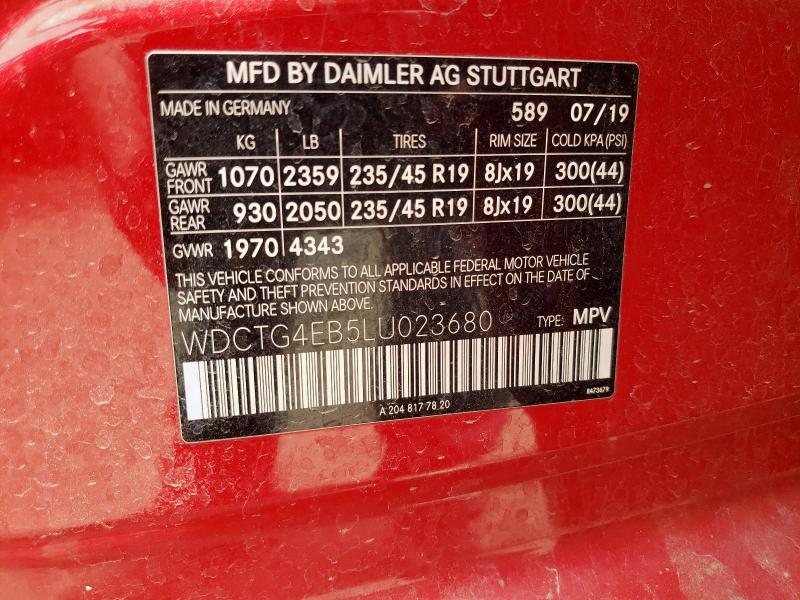 MFD BY DAIMLER AG STUTTGART
MADE IN GERMANY 589 07/19
KG LB TIRES RIM SIZE COLD KPA (PSI)
GAWR FRONT 1070 2359 235/45 R19 8Jx19 300(44)
GAWR REAR 930 2050 235/45 R19 8Jx19 300(44)
GVWR 1970 4343
THIS VEHICLE CONFORMS TO ALL APPLICABLE FEDERAL MOTOR VEHICLE
SAFETY AND THEFT PREVENTION STANDARDS IN EFFECT ON THE DATE OF
MANUFACTURE SHOWN ABOVE.
WDCTG4EB5LU023680 TYPE: MPV
A 204 817 78 20
8473679